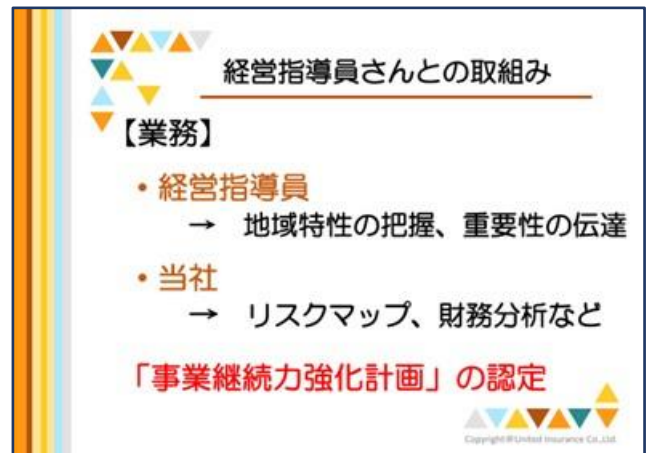 経営指導員さんとの取組み
【業務】
・経営指導員
→ 地域特性の把握、重要性の伝達
・当社
→ リスクマップ、財務分析など
「事業継続力強化計画」の認定
Copyright®United Insurance Co.,Ltd.